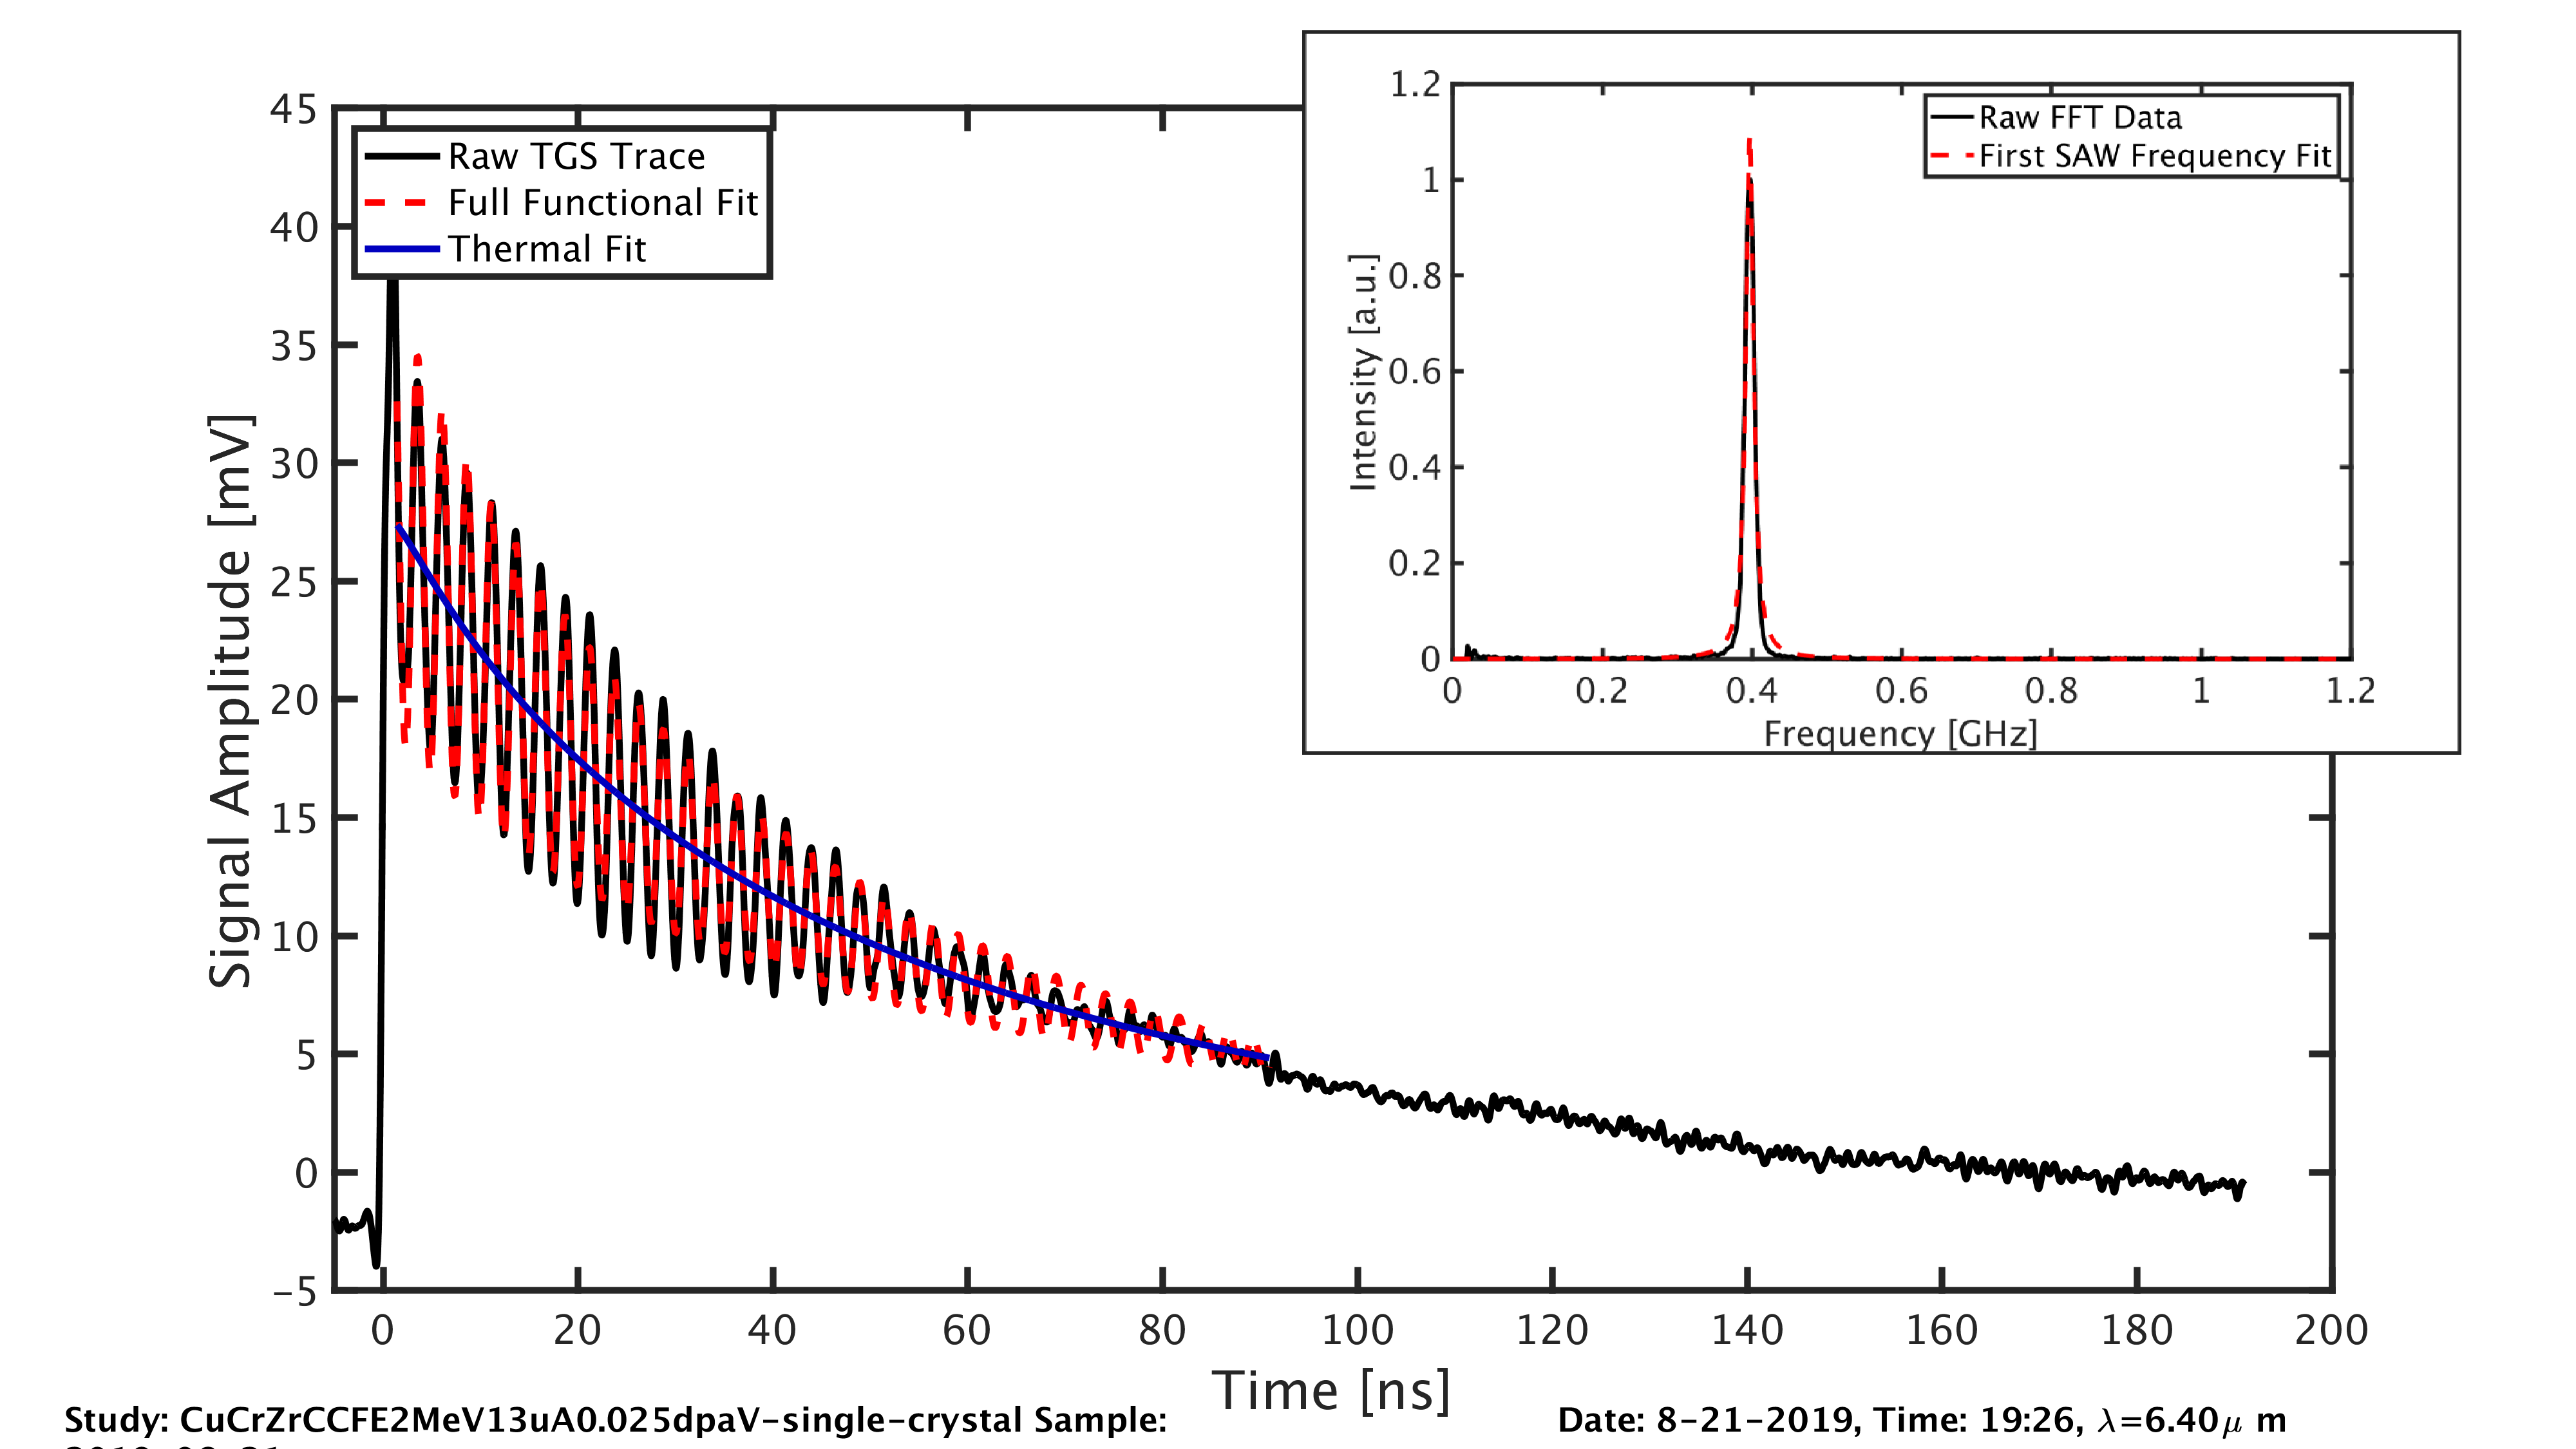 1.2
Raw FFT Data
First SAW Frequency Fit
1
0.8
0.6
0.4
0.2
0
Intensity [a.u.]
0 0.2 0.4 0.6 0.8 1 1.2
Frequency [GHz]
45
Raw TGS Trace
Full Functional Fit
Thermal Fit
40
35
30
25
20
15
10
5
0
-5
Signal Amplitude [mV]
0 20 40 60 80 100 120 140 160 180 200
Time [ns]
Study: CuCrZrCCFE2MeV13uA0.025dpaV-single-crystal Sample:
Date: 8-21-2019, Time: 19:26, λ=6.40μ m